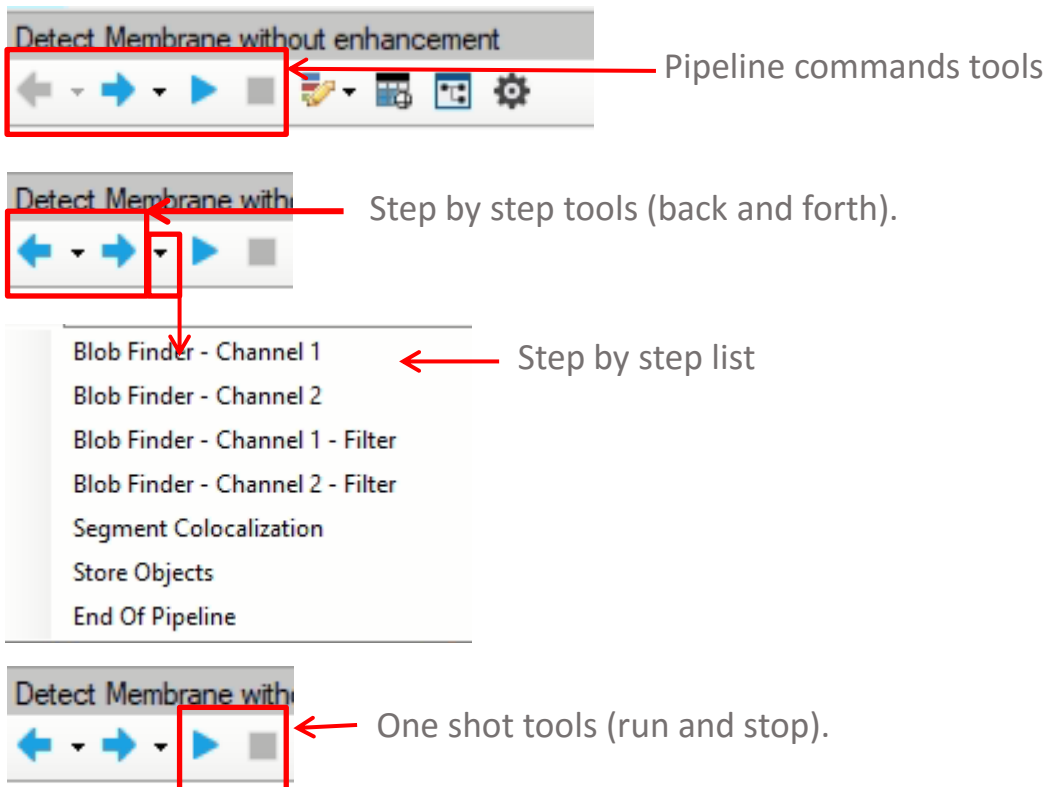 Detect Membrane without enhancement
Pipeline commands tools
Detect Membrane with
Step by step tools (back and forth).
Blob Finder - Channel 1
Step by step list
Blob Finder - Channel 2
Blob Finder - Channel 1 - Filter
Blob Finder - Channel 2 - Filter
Segment Colocalization
Store Objects
End Of Pipeline
Detect Membrane with
One shot tools (run and stop).